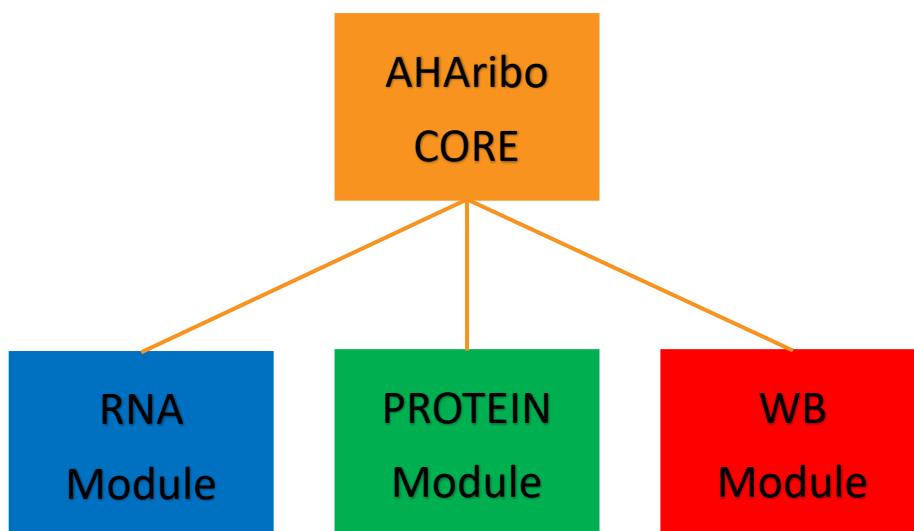 AHAribo
CORE
RNA
Module
PROTEIN
Module
WB
Module